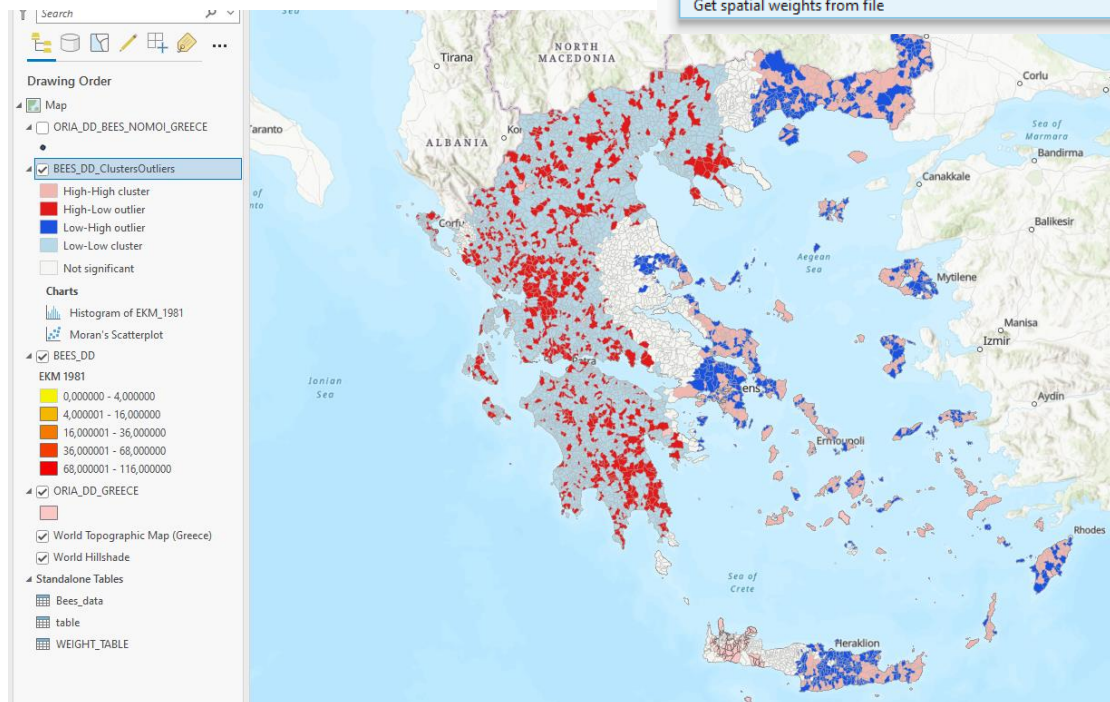 Get spatial weights from file
Search
Drawing Order
Map
ORIA_DD_BEES_NOMOI_GREECE
BEES_DD_ClustersOutliers
High-High cluster
High-Low outlier
Low-High outlier
Low-Low cluster
Not significant
Charts
Histogram of EKM_1981
Moran's Scatterplot
BEES_DD
EKM 1981
0,000000 - 4,000000
4,000001 - 16,000000
16,000001 - 36,000000
36,000001 - 68,000000
68,000001 - 116,000000
ORIA_DD_GREECE
World Topographic Map (Greece)
World Hillshade
Standalone Tables
Bees_data
table
WEIGHT_TABLE
Sea
Tirana
NORTH
MACEDONIA
Corlu
Taranto
ALBANIA
Kor
Sea of
Marmara
Bandirma
Canakkale
Corfu
Balikesir
Aegean
Sea
Mytilene
Manisa
Izmir
Ionian
Sea
Patra
ens
Aydin
Ermoupoli
Rhodes
Sea of
Crete
Heraklion